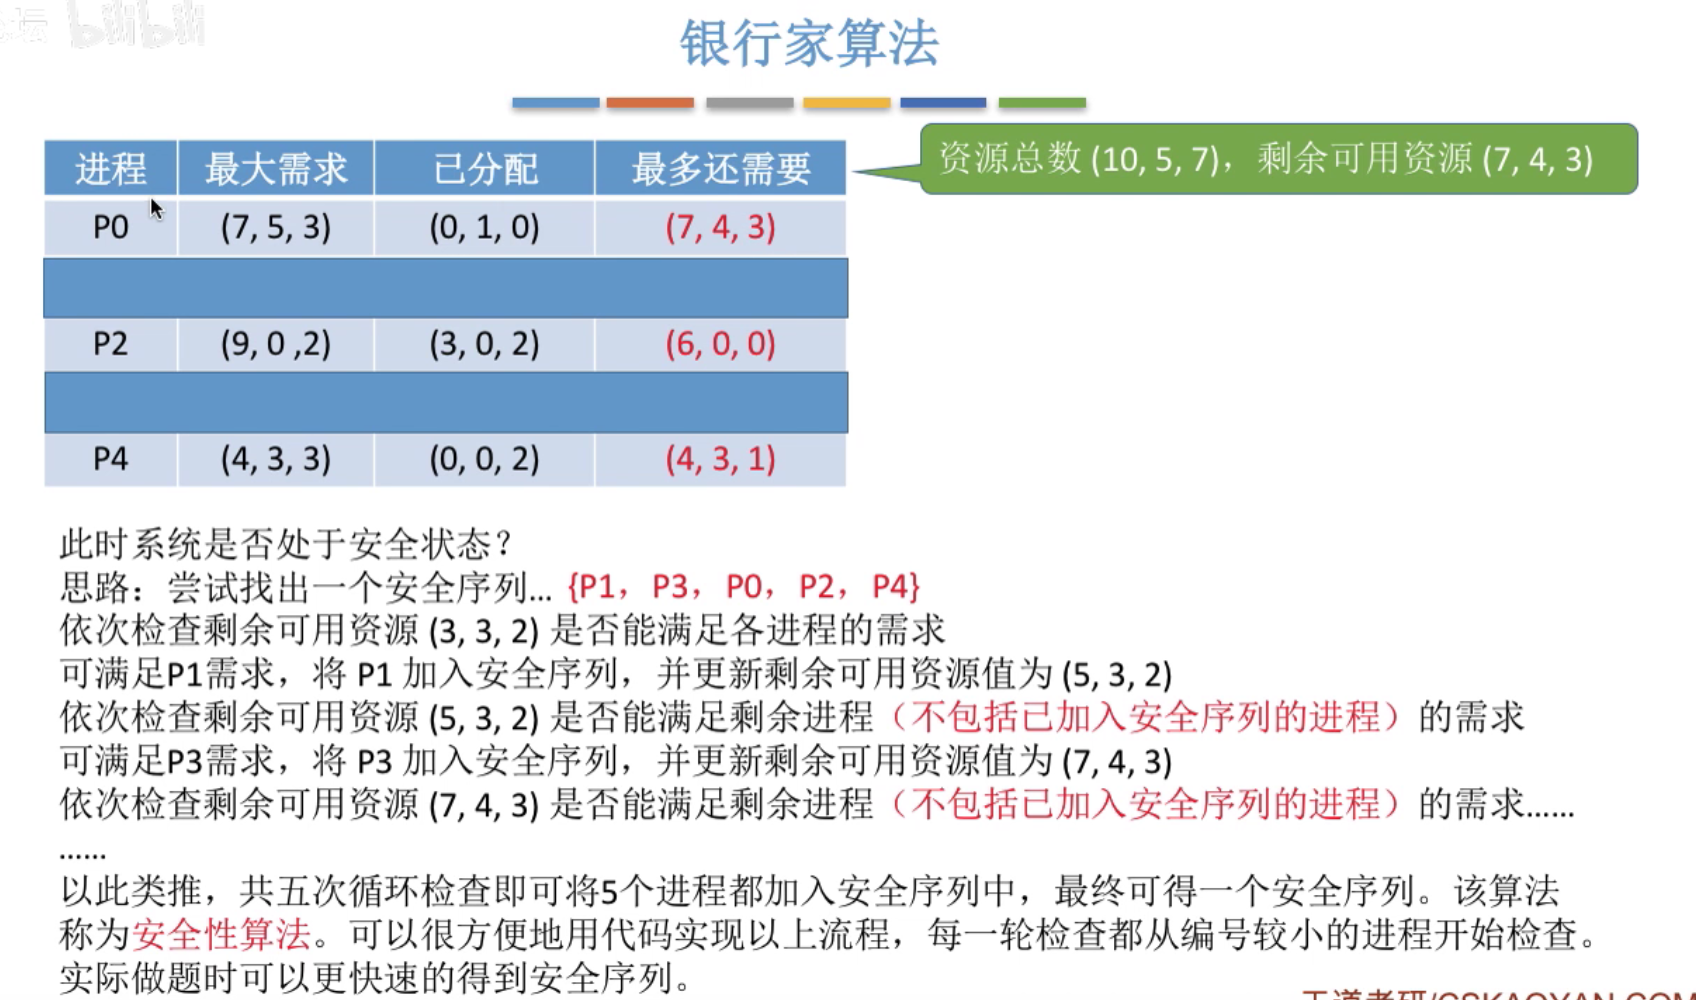 坛 bilibili
银行家算法
资源总数 (10, 5, 7)，剩余可用资源 (7, 4, 3)
进程 最大需求 已分配 最多还需要
P0 (7, 5, 3) (0, 1, 0) (7, 4, 3)
P2 (9, 0 ,2) (3, 0, 2) (6, 0, 0)
P4 (4, 3, 3) (0, 0, 2) (4, 3, 1)
此时系统是否处于安全状态？
思路：尝试找出一个安全序列... {P1，P3，P0，P2，P4}
依次检查剩余可用资源 (3, 3, 2) 是否能满足各进程的需求
可满足P1需求，将 P1 加入安全序列，并更新剩余可用资源值为 (5, 3, 2)
依次检查剩余可用资源 (5, 3, 2) 是否能满足剩余进程（不包括已加入安全序列的进程）的需求
可满足P3需求，将 P3 加入安全序列，并更新剩余可用资源值为 (7, 4, 3)
依次检查剩余可用资源 (7, 4, 3) 是否能满足剩余进程（不包括已加入安全序列的进程）的需求......
......
以此类推，共五次循环检查即可将5个进程都加入安全序列中，最终可得一个安全序列。该算法
称为安全性算法。可以很方便地用代码实现以上流程，每一轮检查都从编号较小的进程开始检查。
实际做题时可以更快速的得到安全序列。
王道考研/CSKAOYAN.COM